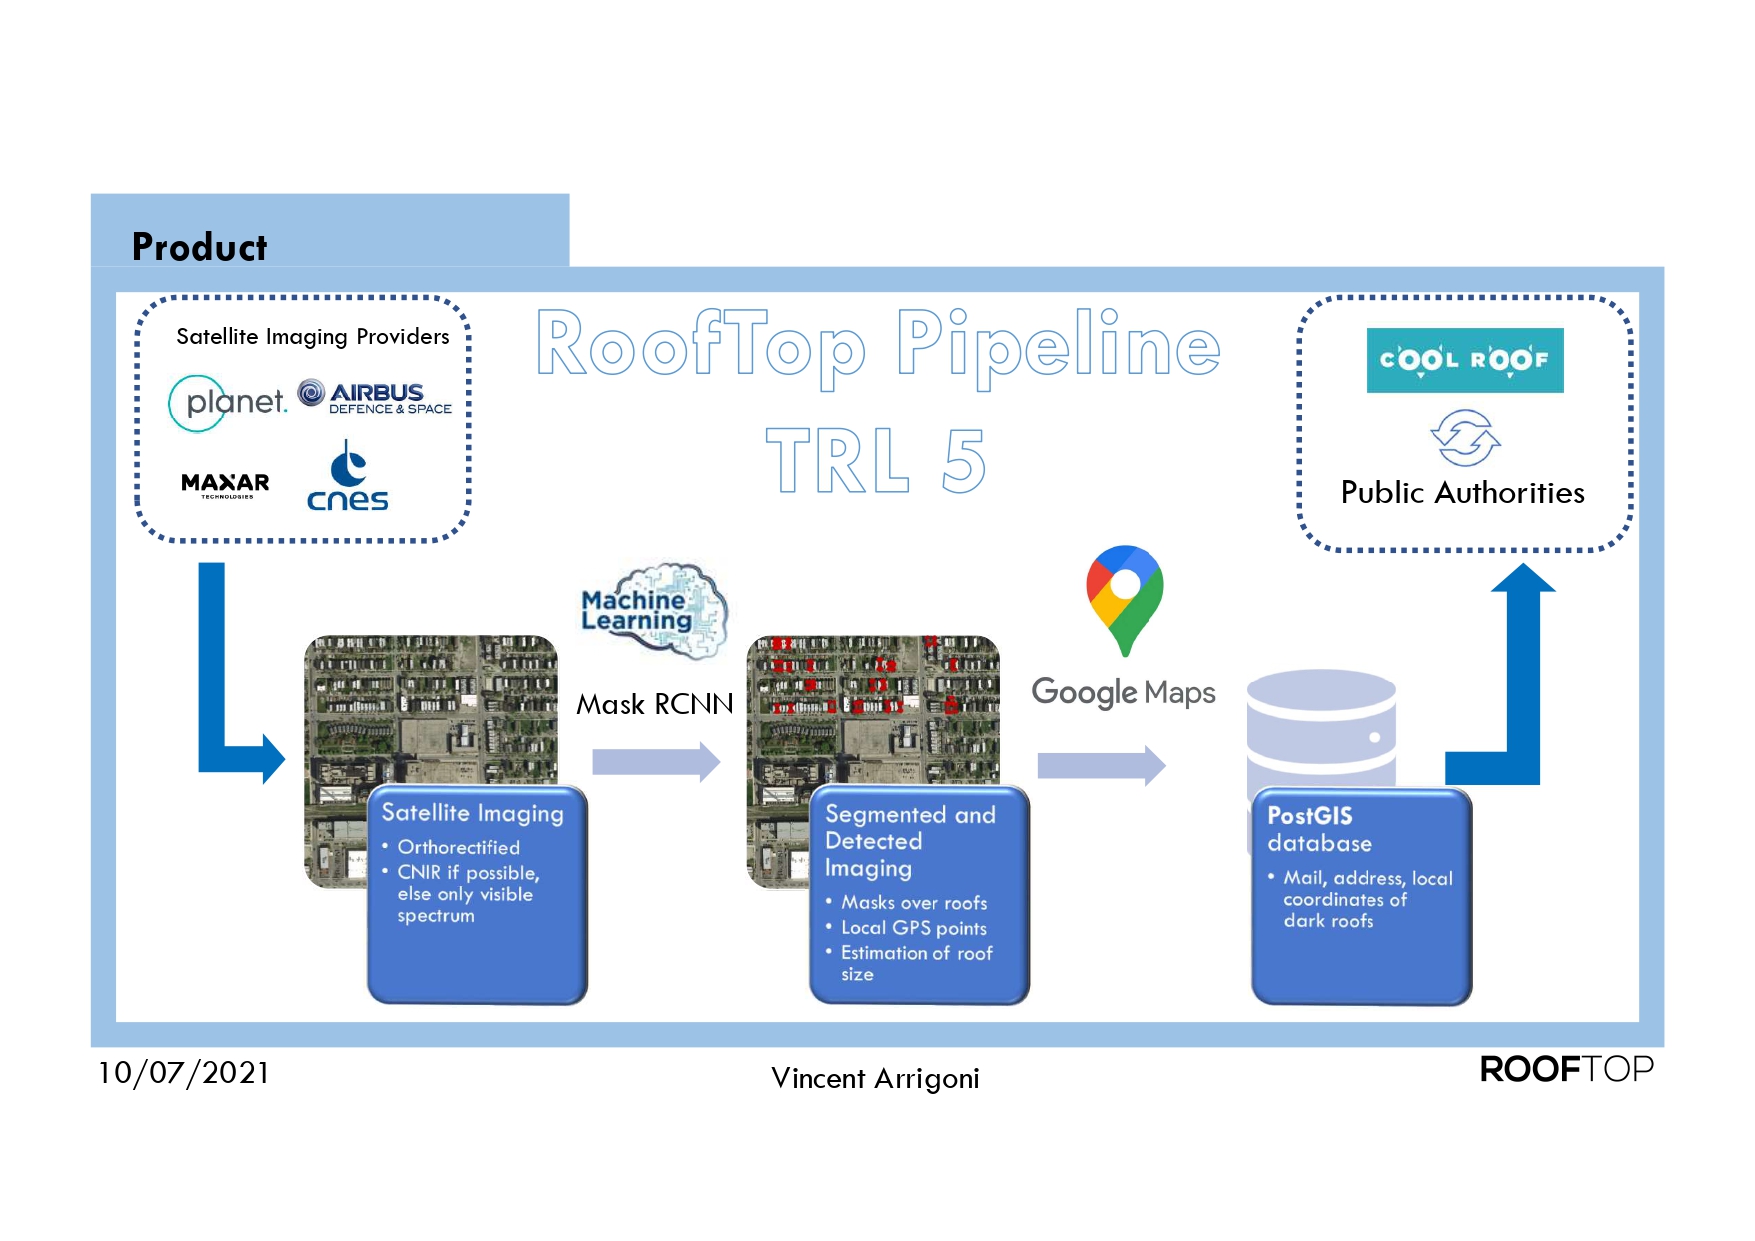 Product
Satellite Imaging Providers
planet.
AIRBUS
DEFENCE & SPACE
MAXAR
TECHNOLOGIES
cnes
RoofTop Pipeline
TRL 5
COOL ROOF
Public Authorities
Machine
Learning
Mask RCNN
Google Maps
Satellite Imaging
• Orthorectified
• CNIR if possible,
else only visible
spectrum
Segmented and
Detected
Imaging
• Masks over roofs
• Local GPS points
• Estimation of roof
size
PostGIS
database
• Mail, address, local
coordinates of
dark roofs
10/07/2021
Vincent Arrigoni
ROOFTOP